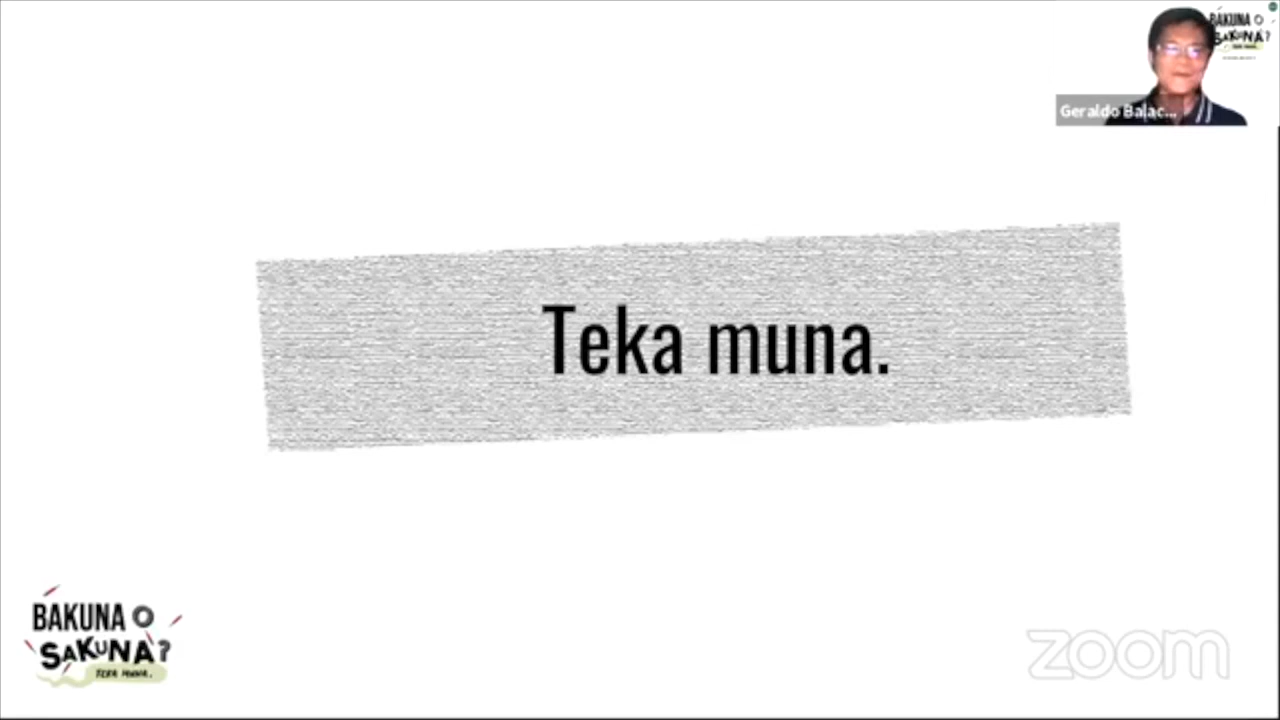 BAKUNA O
SAKUNA?
Geraldo Balac...
Teka muna.
BAKUNA O
SAKUNA?
TEKA MUNA.
zoom